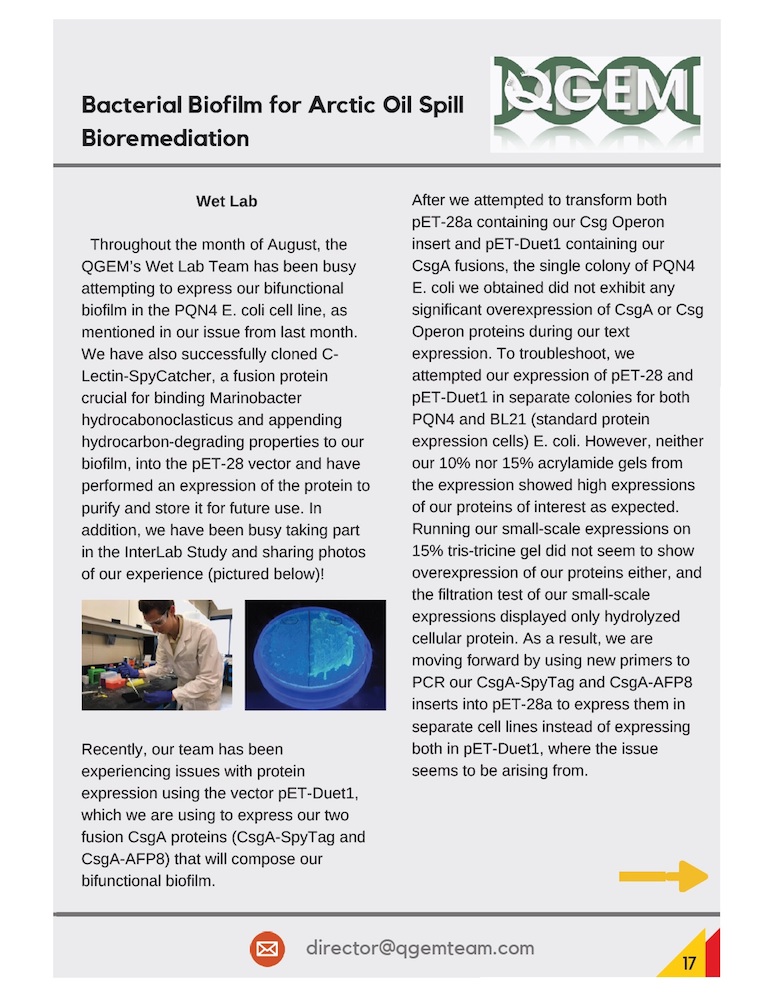 QGEM
Bacterial Biofilm for Arctic Oil Spill
Bioremediation
Wet Lab
Throughout the month of August, the
QGEM's Wet Lab Team has been busy
attempting to express our bifunctional
biofilm in the PQN4 E. coli cell line, as
mentioned in our issue from last month.
We have also successfully cloned C-
Lectin-SpyCatcher, a fusion protein
crucial for binding Marinobacter
hydrocabonoclasticus and appending
hydrocarbon-degrading properties to our
biofilm, into the pET-28 vector and have
performed an expression of the protein to
purify and store it for future use. In
addition, we have been busy taking part
in the InterLab Study and sharing photos
of our experience (pictured below)!
Recently, our team has been
experiencing issues with protein
expression using the vector pET-Duet1,
which we are using to express our two
fusion CsgA proteins (CsgA-SpyTag and
CsgA-AFP8) that will compose our
bifunctional biofilm.
After we attempted to transform both
pET-28a containing our Csg Operon
insert and pET-Duet1 containing our
CsgA fusions, the single colony of PQN4
E. coli we obtained did not exhibit any
significant overexpression of CsgA or Csg
Operon proteins during our text
expression. To troubleshoot, we
attempted our expression of pET-28 and
pET-Duet1 in separate colonies for both
PQN4 and BL21 (standard protein
expression cells) E. coli. However, neither
our 10% nor 15% acrylamide gels from
the expression showed high expressions
of our proteins of interest as expected.
Running our small-scale expressions on
15% tris-tricine gel did not seem to show
overexpression of our proteins either, and
the filtration test of our small-scale
expressions displayed only hydrolyzed
cellular protein. As a result, we are
moving forward by using new primers to
PCR our CsgA-SpyTag and CsgA-AFP8
inserts into pET-28a to express them in
separate cell lines instead of expressing
both in pET-Duet1, where the issue
seems to be arising from.
director@qgemteam.com
17